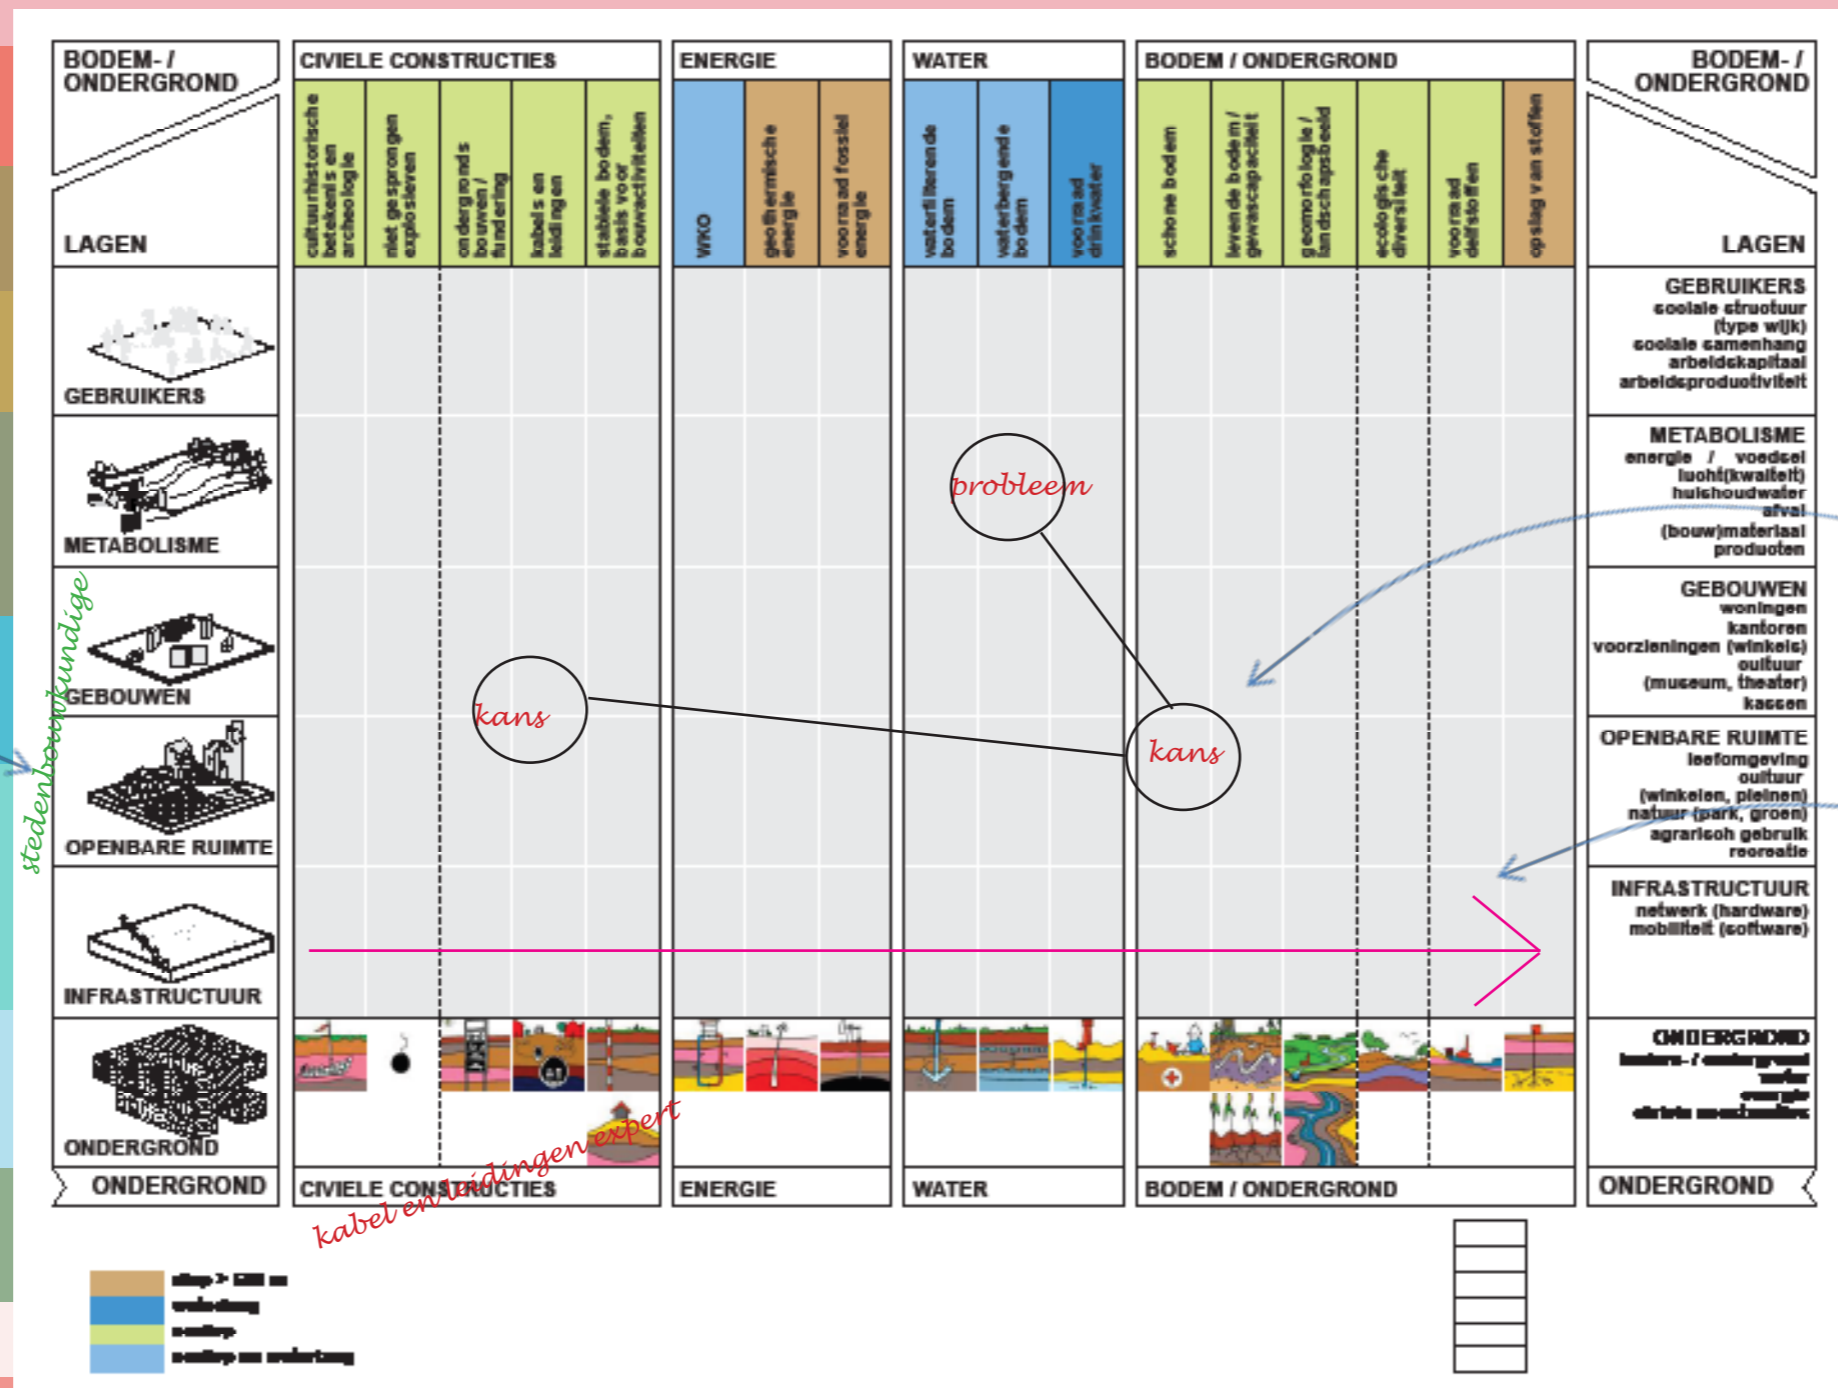 BODEM- /
ONDERGROND
LAGEN
CIVIELE CONSTRUCTIES
ENERGIE
WATER
BODEM / ONDERGROND
BODEM- /
ONDERGROND
LAGEN
cultuurhistorische
betekenis en
archeologie
niet gesprongen
explosieven
ondergronds
bouwen /
fundering
kabels en
leidingen
stabiele bodem,
basis voor
bouwactiviteiten
WKO
geothermische
energie
voorraad fossiel
energie
waterfilterende
bodem
waterbergende
bodem
voorraad
drinkwater
schone bodem
levende bodem /
gewascapaciteit
geomorfologie /
landschapsbeeld
ecologische
diversiteit
voorraad
delfstoffen
opslag van stoffen
GEBRUIKERS
METABOLISME
GEBOUWEN
OPENBARE RUIMTE
INFRASTRUCTUUR
ONDERGROND
stedenbouwkundige
probleem
kans
kans
GEBRUIKERS
sociale structuur
(type wijk)
sociale samenhang
arbeidskapitaal
arbeidsproductiviteit
METABOLISME
energie / voedsel
lucht(kwaliteit)
huishoudwater
afval
(bouw)materiaal
producten
GEBOUWEN
woningen
kantoren
voorzieningen (winkels)
cultuur
(museum, theater)
kassen
OPENBARE RUIMTE
leefomgeving
cultuur
(winkelen, pleinen)
natuur (park, groen)
agrarisch gebruik
recreatie
INFRASTRUCTUUR
netwerk (hardware)
mobiliteit (software)
ONDERGROND
bodem- / ondergrond
water
energie
ONDERGROND
CIVIELE CONSTRUCTIES
ENERGIE
WATER
BODEM / ONDERGROND
ONDERGROND
kabel en leidingen expert